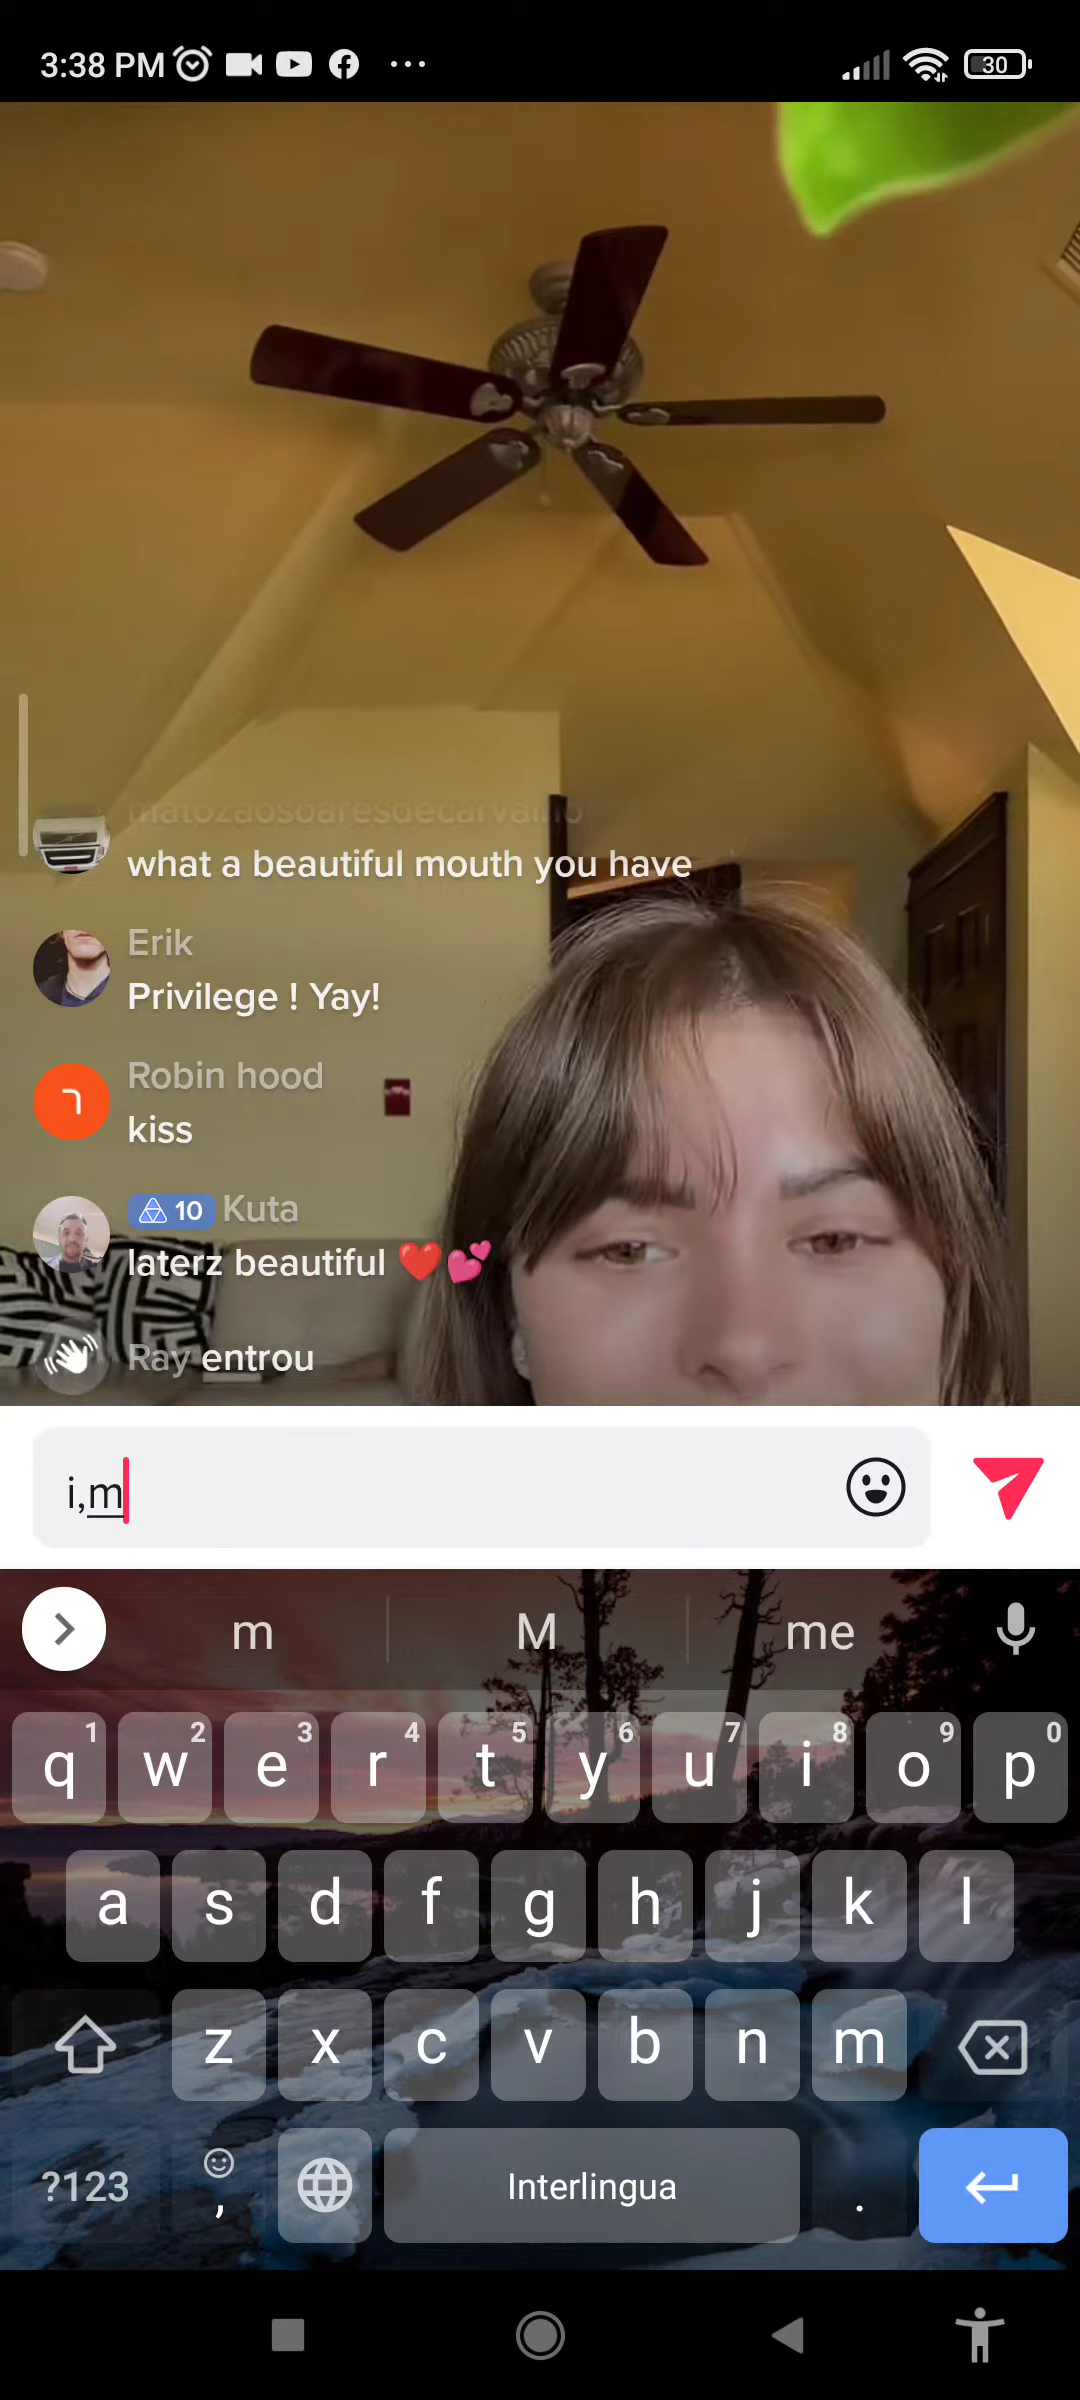 3:38 PM
30
matozaosoaresdecarvalho
what a beautiful mouth you have
Erik
Privilege ! Yay!
Robin hood
kiss
10 Kuta
laterz beautiful ❤️💕
Ray entrou
i,m
m M me
1 2 3 4 5 6 7 8 9 0
q w e r t y u i o p
a s d f g h j k l
z x c v b n m
?123 , Interlingua .